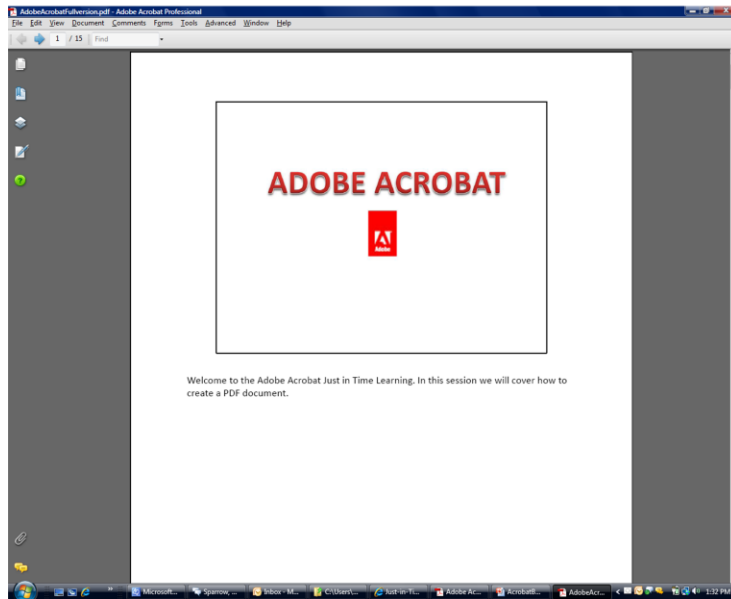 AdobeAcrobatFullversion.pdf - Adobe Acrobat Professional
File Edit View Document Comments Forms Tools Advanced Window Help
1 / 15 Find
ADOBE ACROBAT
Adobe
Welcome to the Adobe Acrobat Just in Time Learning. In this session we will cover how to
create a PDF document.
Microsoft... Sparrow, ... Inbox - M... C:\Users\... Just-in-Ti... Adobe Ac... AcrobatB... AdobeAcr... 1:32 PM